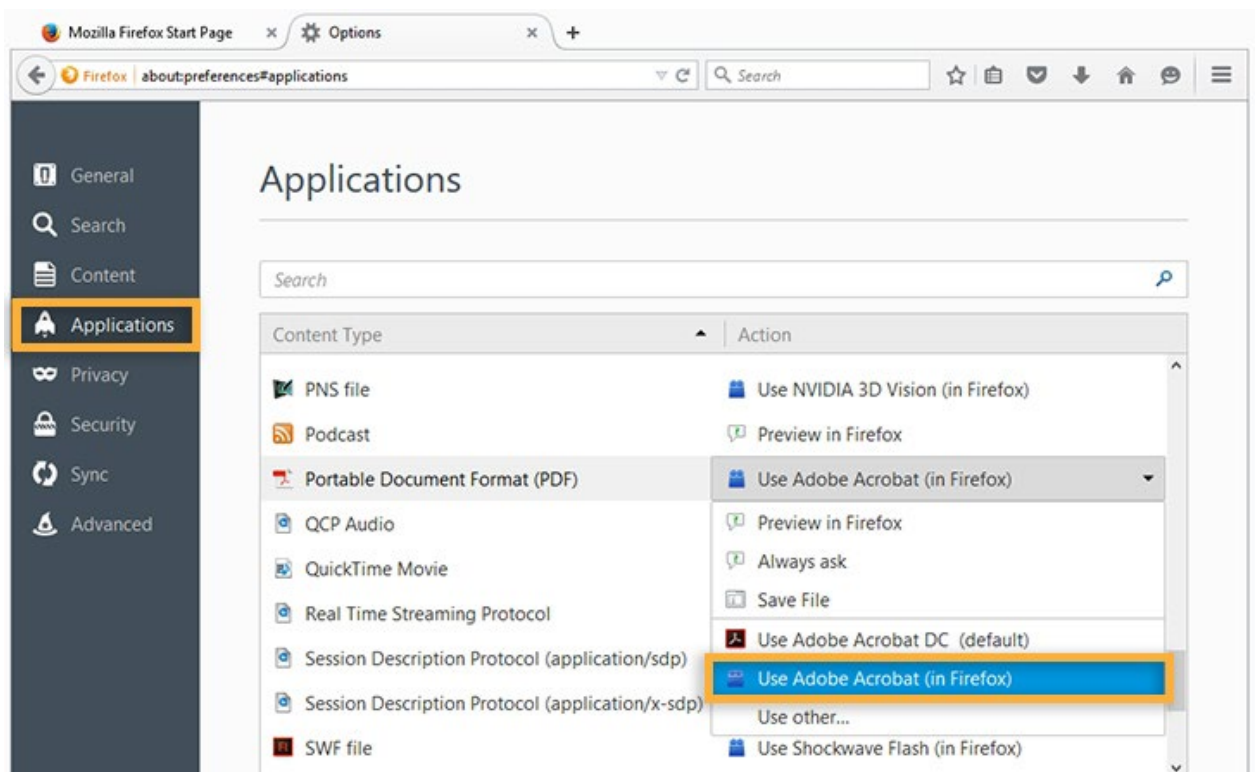 Mozilla Firefox Start Page × Options × +
Firefox about:preferences#applications Search
General
Search
Content
Applications
Privacy
Security
Sync
Advanced
Applications
Search
Content Type Action
PNS file Use NVIDIA 3D Vision (in Firefox)
Podcast Preview in Firefox
Portable Document Format (PDF) Use Adobe Acrobat (in Firefox)
QCP Audio Preview in Firefox
QuickTime Movie Always ask
Real Time Streaming Protocol Save File
Session Description Protocol (application/sdp) Use Adobe Acrobat DC (default)
Use Adobe Acrobat (in Firefox)
Session Description Protocol (application/x-sdp) Use other...
SWF file Use Shockwave Flash (in Firefox)